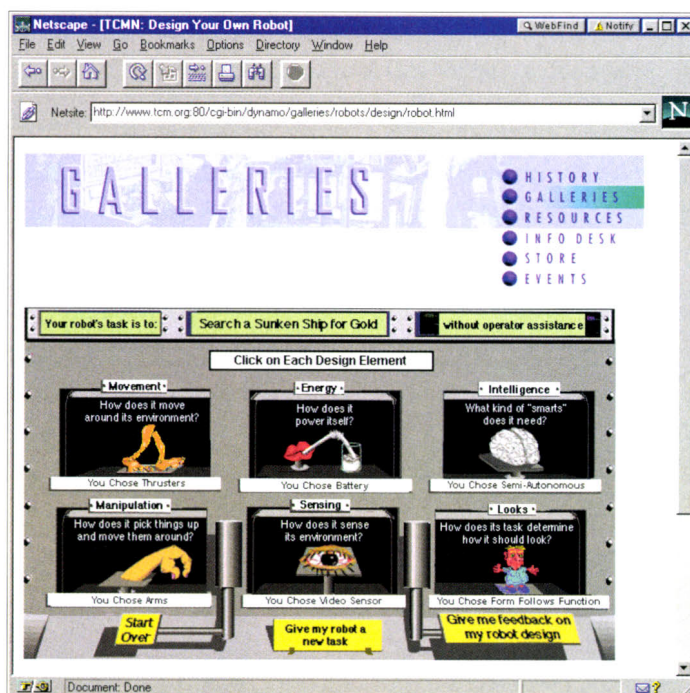 Netscape - [TCMN: Design Your Own Robot]
WebFind
Notify
File Edit View Go Bookmarks Options Directory Window Help
Netsite: http://www.tcm.org:80/cgi-bin/dynamo/galleries/robots/design/robot.html
N
GALLERIES
HISTORY
GALLERIES
RESOURCES
INFO DESK
STORE
EVENTS
Your robot's task is to: Search a Sunken Ship for Gold without operator assistance
Click on Each Design Element
Movement
How does it move
around its environment?
You Chose Thrusters
Energy
How does it
power itself?
You Chose Battery
Intelligence
What kind of "smarts"
does it need?
You Chose Semi-Autonomous
Manipulation
How does it pick things up
and move them around?
You Chose Arms
Sensing
How does it sense
its environment?
You Chose Video Sensor
Looks
How does its task determine
how it should look?
You Chose Form Follows Function
Start
Over
Give my robot a
new task
Give me feedback on
my robot design
Document: Done